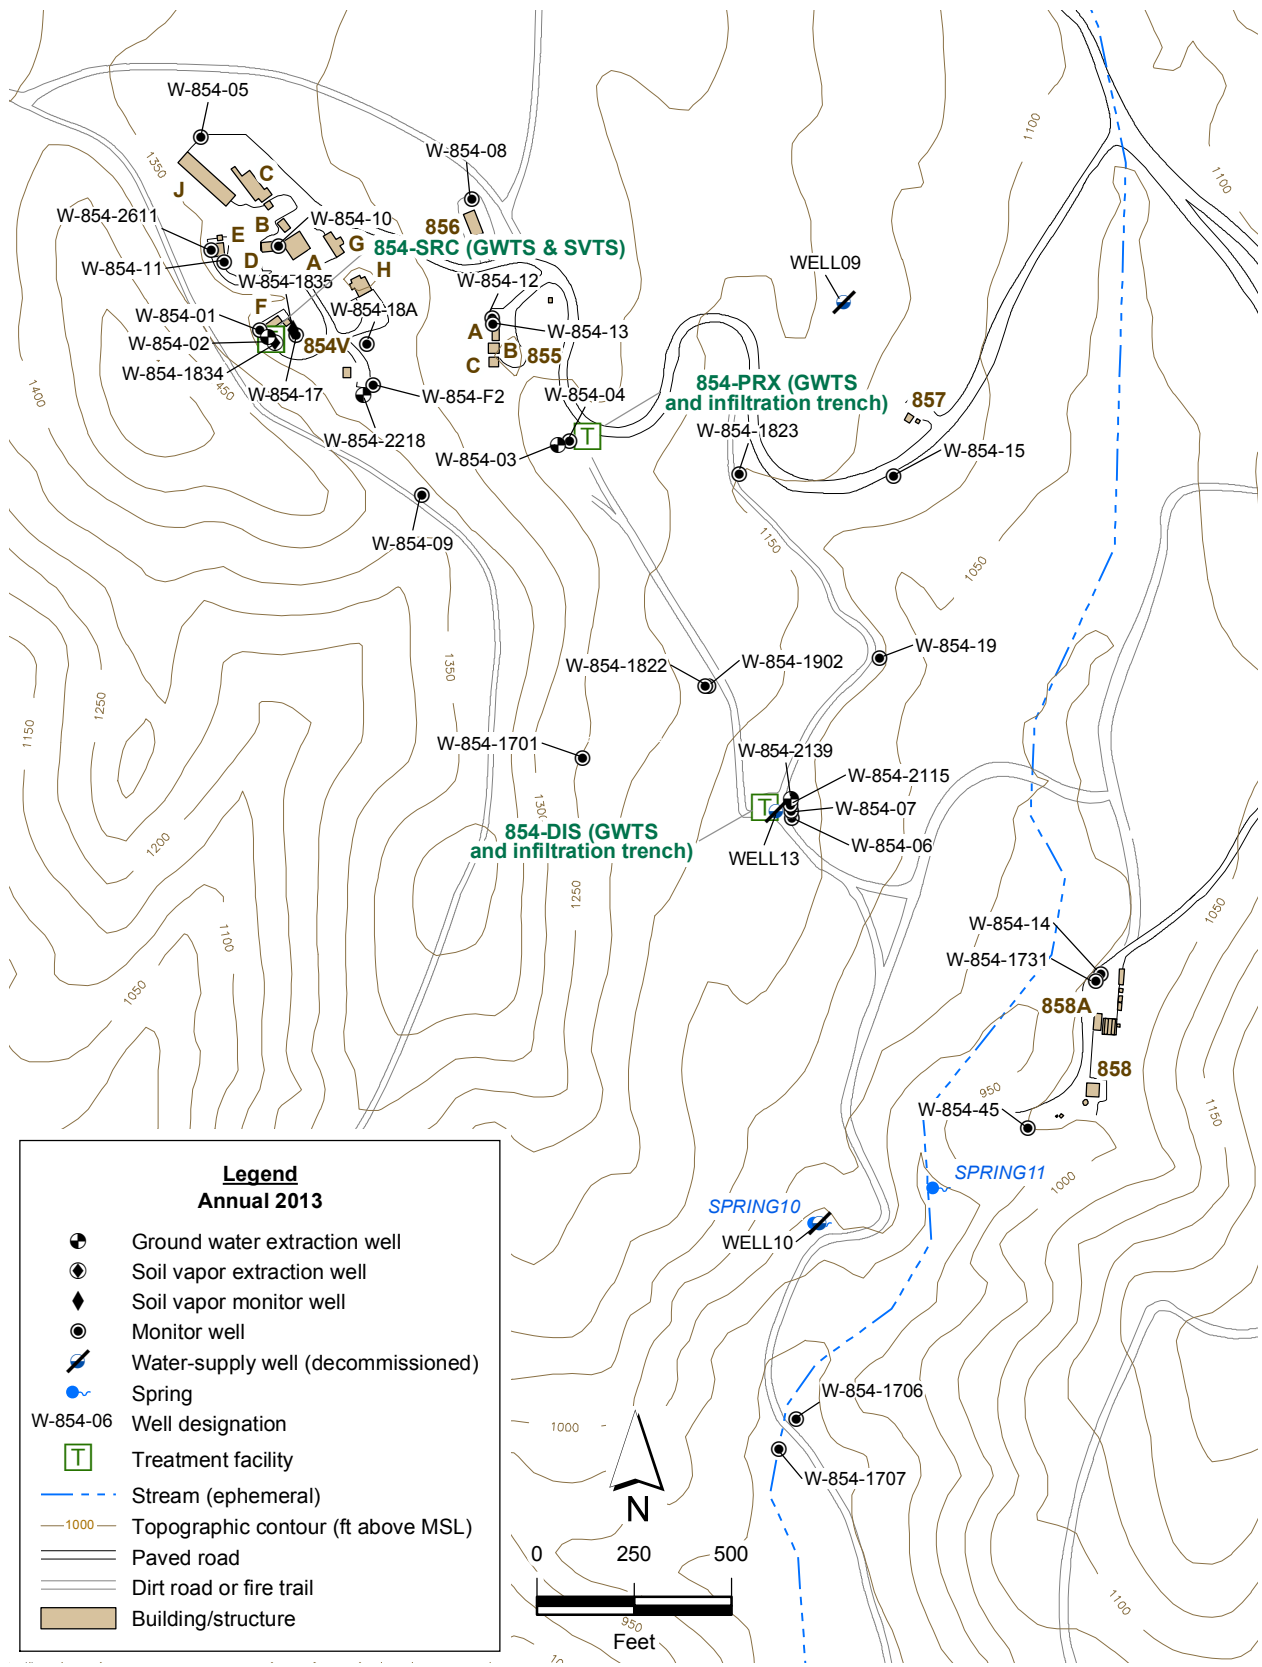 W-854-05
1350
C
J
W-854-08
1100
1100
W-854-2611
B
W-854-10
856
E
854-SRC (GWTS & SVTS)
G
W-854-11
D
A
H
WELL09
W-854-1835
W-854-12
F
W-854-18A
W-854-01
W-854-13
W-854-02
854V
A
B
855
C
W-854-1834
1400
450
W-854-17
W-854-F2
W-854-04
854-PRX (GWTS
and infiltration trench)
857
W-854-2218
W-854-1823
W-854-03
T
W-854-15
W-854-09
1150
1050
W-854-19
1350
W-854-1822
W-854-1902
1250
1150
W-854-1701
W-854-2139
W-854-2115
1300
T
W-854-07
854-DIS (GWTS
and infiltration trench)
W-854-06
WELL13
1200
1250
1100
1050
1050
W-854-14
W-854-1731
858A
858
950
W-854-45
1150
SPRING11
1000
SPRING10
WELL10
Legend
Annual 2013
Ground water extraction well
Soil vapor extraction well
Soil vapor monitor well
Monitor well
Water-supply well (decommissioned)
Spring
W-854-06 Well designation
T Treatment facility
Stream (ephemeral)
1000 Topographic contour (ft above MSL)
Paved road
Dirt road or fire trail
Building/structure
W-854-1706
1000
W-854-1707
N
0 250 500
Feet
950
1100